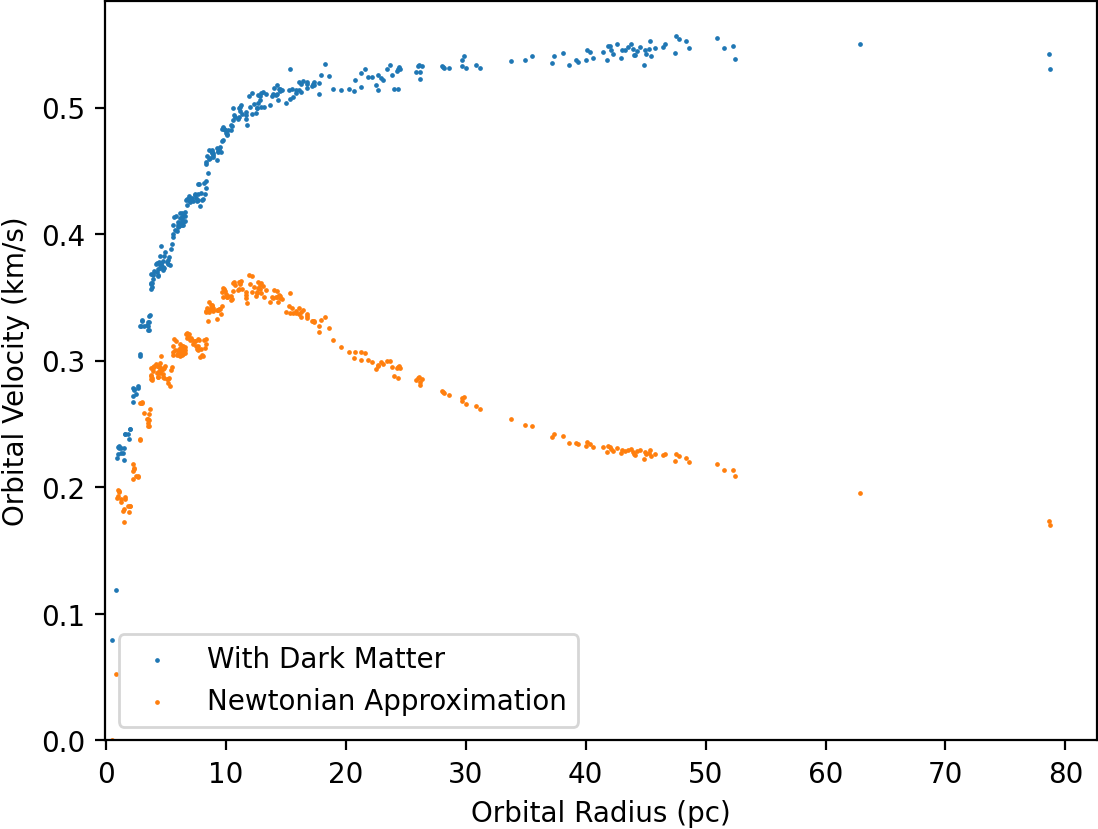 Orbital Velocity (km/s)
0.5
0.4
0.3
0.2
0.1
0.0
With Dark Matter
Newtonian Approximation
0 10 20 30 40 50 60 70 80
Orbital Radius (pc)